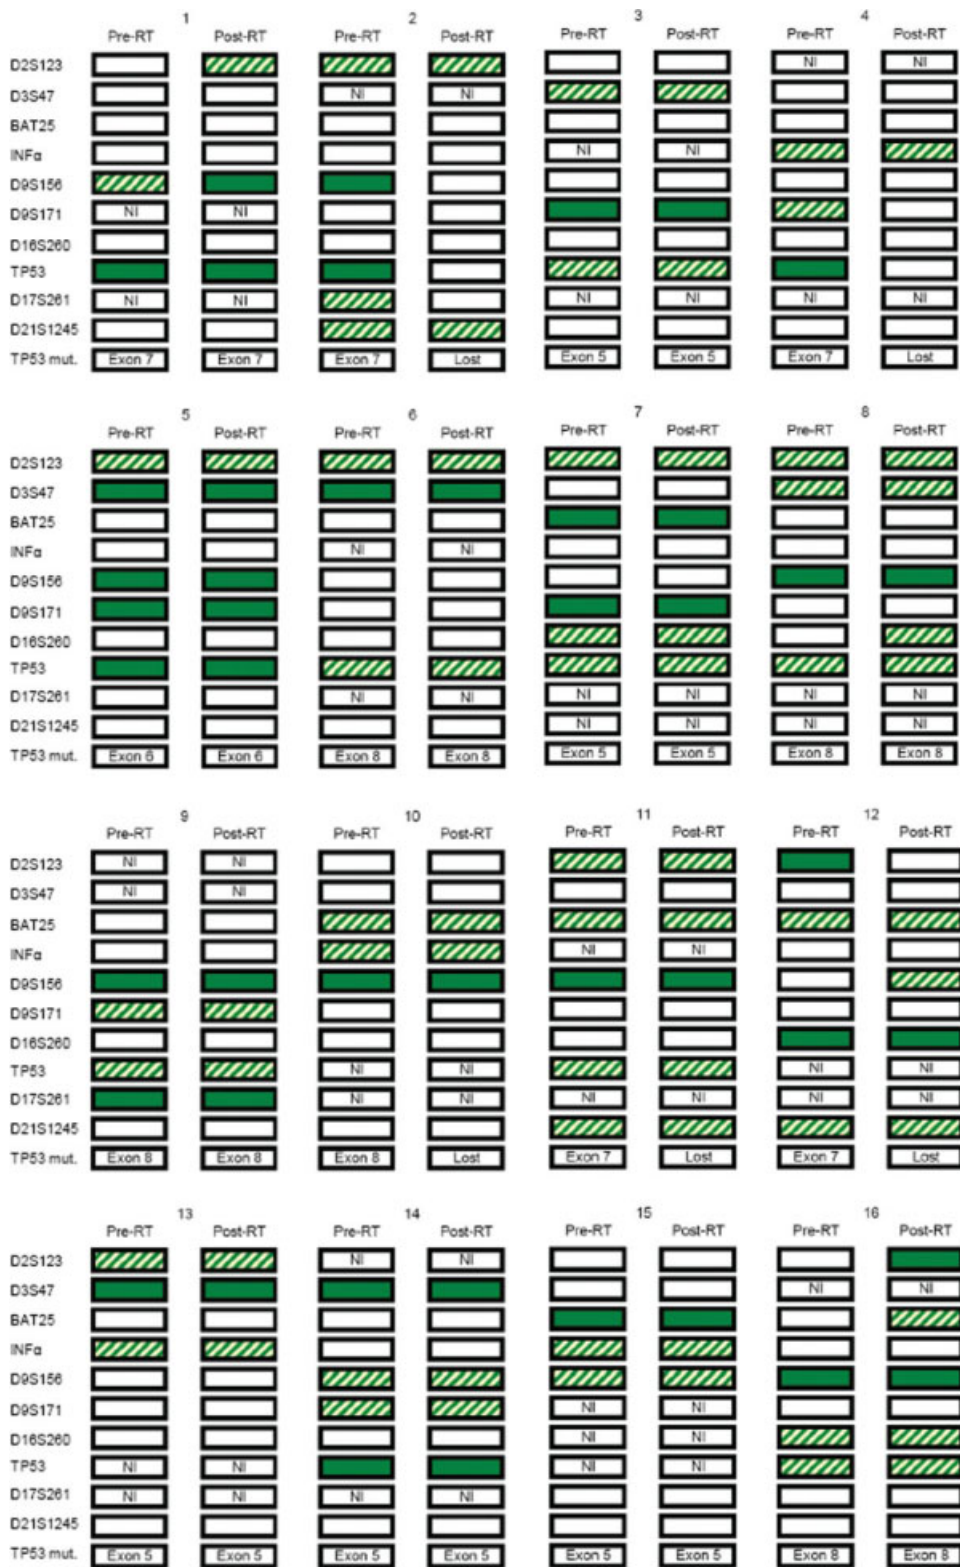 1 2 3 4
Pre-RT Post-RT Pre-RT Post-RT Pre-RT Post-RT Pre-RT Post-RT
D2S123 NI NI
D3S47 NI NI
BAT25
INFα NI NI
D9S156
D9S171 NI NI
D16S260
TP53
D17S261 NI NI NI NI NI NI
D21S1245
TP53 mut. Exon 7 Exon 7 Exon 7 Lost Exon 5 Exon 5 Exon 7 Lost
5 6 7 8
Pre-RT Post-RT Pre-RT Post-RT Pre-RT Post-RT Pre-RT Post-RT
D2S123
D3S47
BAT25
INFα NI NI
D9S156
D9S171
D16S260
TP53
D17S261 NI NI NI NI NI NI
D21S1245 NI NI NI NI
TP53 mut. Exon 6 Exon 6 Exon 8 Exon 8 Exon 5 Exon 5 Exon 8 Exon 8
9 10 11 12
Pre-RT Post-RT Pre-RT Post-RT Pre-RT Post-RT Pre-RT Post-RT
D2S123 NI NI
D3S47 NI NI
BAT25
INFα NI NI
D9S156
D9S171
D16S260
TP53 NI NI NI NI
D17S261 NI NI NI NI NI NI
D21S1245
TP53 mut. Exon 8 Exon 8 Exon 8 Lost Exon 7 Lost Exon 7 Lost
13 14 15 16
Pre-RT Post-RT Pre-RT Post-RT Pre-RT Post-RT Pre-RT Post-RT
D2S123 NI NI
D3S47 NI NI
BAT25
INFα
D9S156
D9S171 NI NI
D16S260 NI NI
TP53 NI NI NI NI
D17S261 NI NI NI NI
D21S1245
TP53 mut. Exon 5 Exon 5 Exon 5 Exon 5 Exon 5 Exon 5 Exon 8 Exon 8